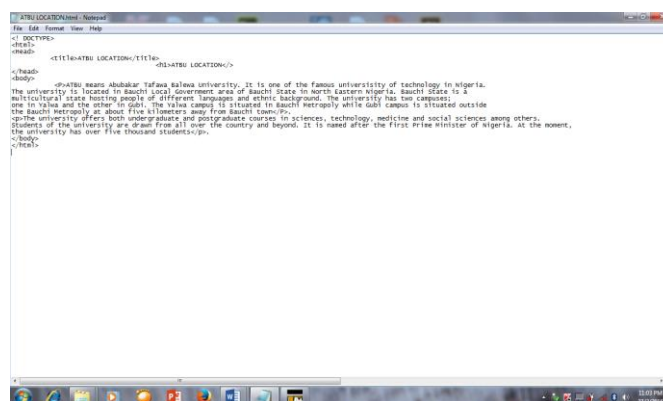 ATBU LOCATION.html - Notepad
File Edit Format View Help
<! DOCTYPE>
<html>
<head>
<title>ATBU LOCATION</title>
<h1>ATBU LOCATION</>
</head>
<body>
<P>ATBU means Abubakar Tafawa Balewa University. It is one of the famous universisity of technology in Nigeria.
The university is located in Bauchi Local Government area of Bauchi State in North Eastern Nigeria. Bauchi State is a
multicultural state hosting people of different languages and ethnic background. The university has two campuses;
one in Yalwa and the other in Gubi. The Yalwa campus is situated in Bauchi Metropoly while Gubi campus is situated outside
the Bauchi Metropoly at about five kilometers away from Bauchi town</P>.
<p>The university offers both undergraduate and postgraduate courses in sciences, technology, medicine and social sciences among others.
Students of the university are drawn from all over the country and beyond. It is named after the first Prime Minister of Nigeria. At the moment,
the university has over five thousand students</p>.
</body>
</html>
11:03 PM